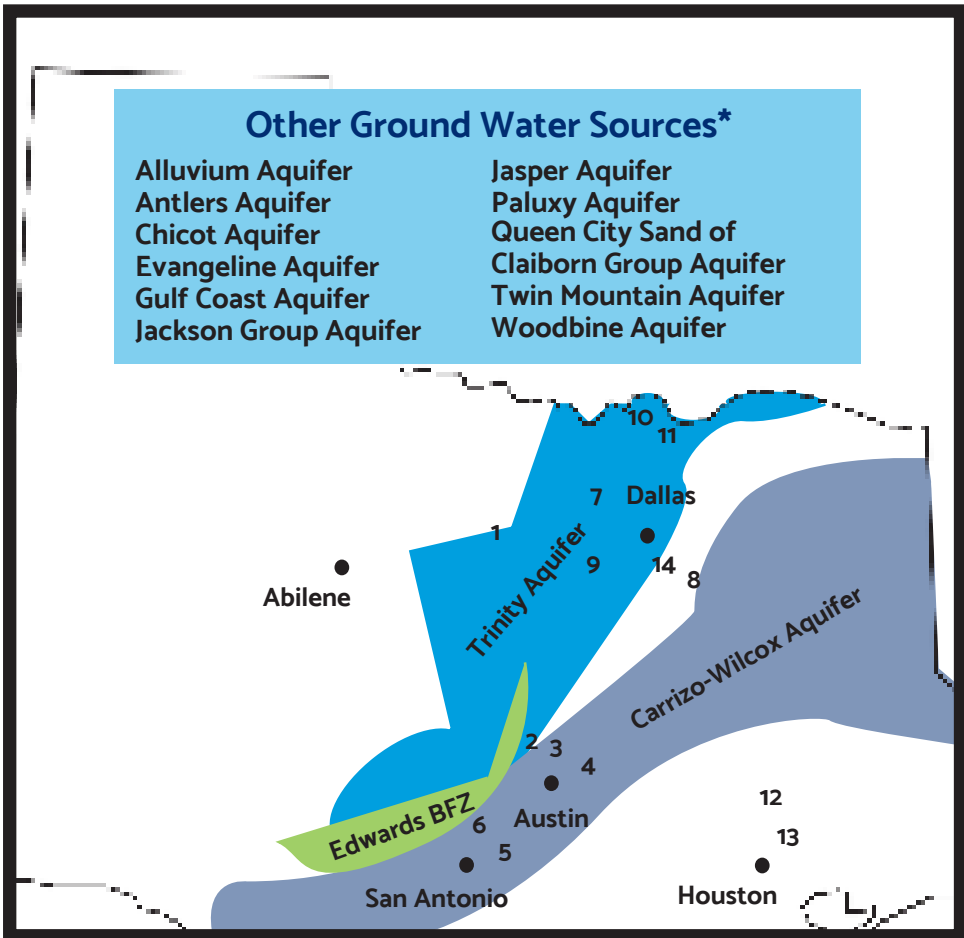 Other Ground Water Sources*
Alluvium Aquifer
Antlers Aquifer
Chicot Aquifer
Evangeline Aquifer
Gulf Coast Aquifer
Jackson Group Aquifer
Jasper Aquifer
Paluxy Aquifer
Queen City Sand of
Claiborn Group Aquifer
Twin Mountain Aquifer
Woodbine Aquifer
10
11
7
Dallas
1
Trinity Aquifer
9
14
8
Abilene
Carrizo-Wilcox Aquifer
2
3
4
Austin
Edwards BFZ
6
5
San Antonio
12
13
Houston